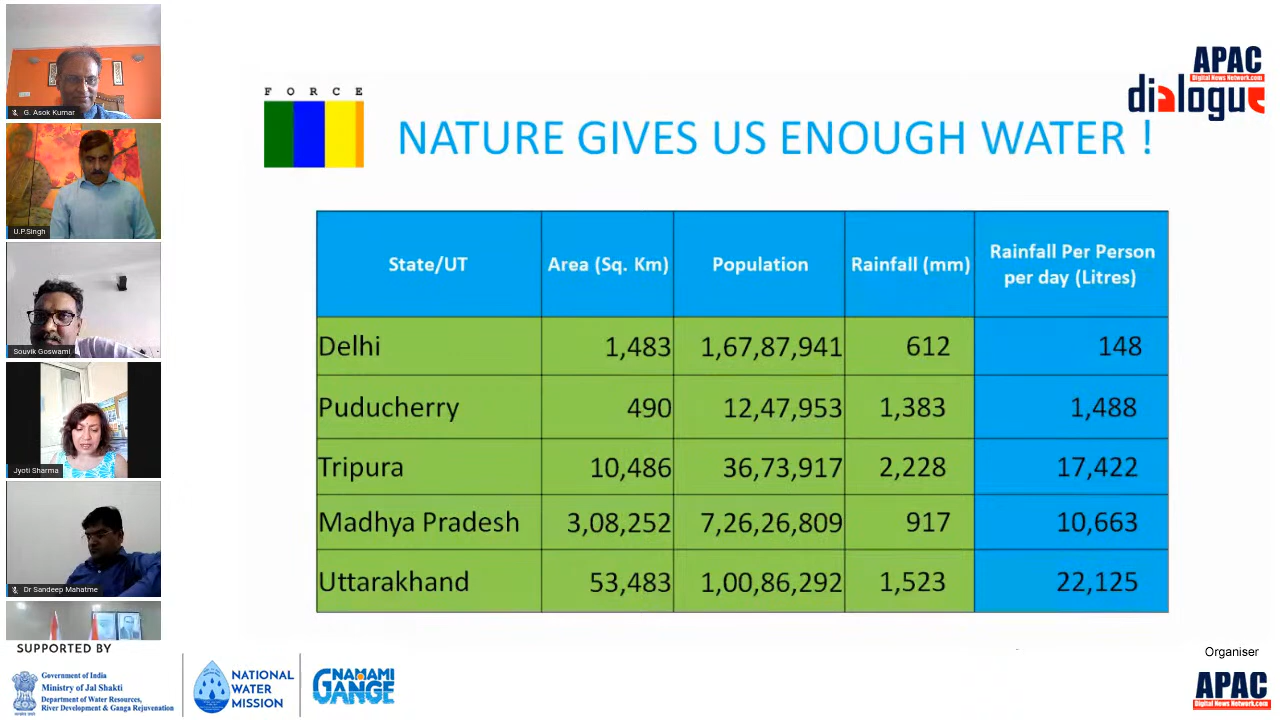 G. Asok Kumar
U.P.Singh
Souvik Goswami
Jyoti Sharma
Dr Sandeep Mahatme
APAC
Digital News Network.com
dialogue
FORCE
NATURE GIVES US ENOUGH WATER !
State/UT Area (Sq. Km) Population Rainfall (mm) Rainfall Per Person per day (Litres)
Delhi 1,483 1,67,87,941 612 148
Puducherry 490 12,47,953 1,383 1,488
Tripura 10,486 36,73,917 2,228 17,422
Madhya Pradesh 3,08,252 7,26,26,809 917 10,663
Uttarakhand 53,483 1,00,86,292 1,523 22,125
SUPPORTED BY
Government of India
Ministry of Jal Shakti
Department of Water Resources,
River Development & Ganga Rejuvenation
NATIONAL
WATER
MISSION
NAMAMI
GANGE
Organiser
APAC
Digital News Network.com